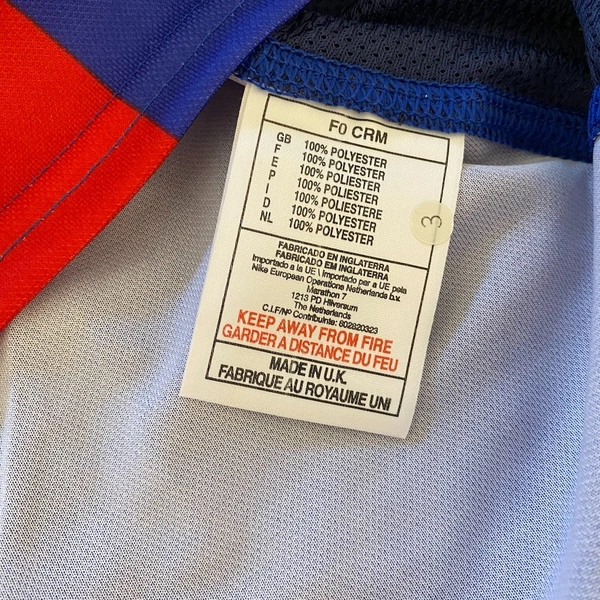 F0 CRM
GB 100% POLYESTER
F 100% POLYESTER
E 100% POLIESTER
P 100% POLIESTER
I 100% POLIESTERE
D 100% POLYESTER
NL 100% POLYESTER
3
FABRICADO EN INGLATERRA
FABRICADO EM INGLATERRA
Importado a la UE \ Importado par a UE pela
Nike European Operations Netherlands b.v.
Marathon 7
1213 PD Hilversum
The Netherlands
C.I.F/Nº Contribuinte: 802820323
KEEP AWAY FROM FIRE
GARDER A DISTANCE DU FEU
MADE IN U.K.
FABRIQUE AU ROYAUME UNI